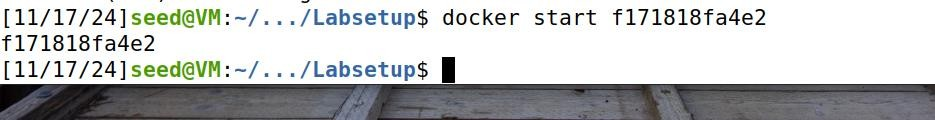 [11/17/24]seed@VM:~/.../Labsetup$ docker start f171818fa4e2
f171818fa4e2
[11/17/24]seed@VM:~/.../Labsetup$